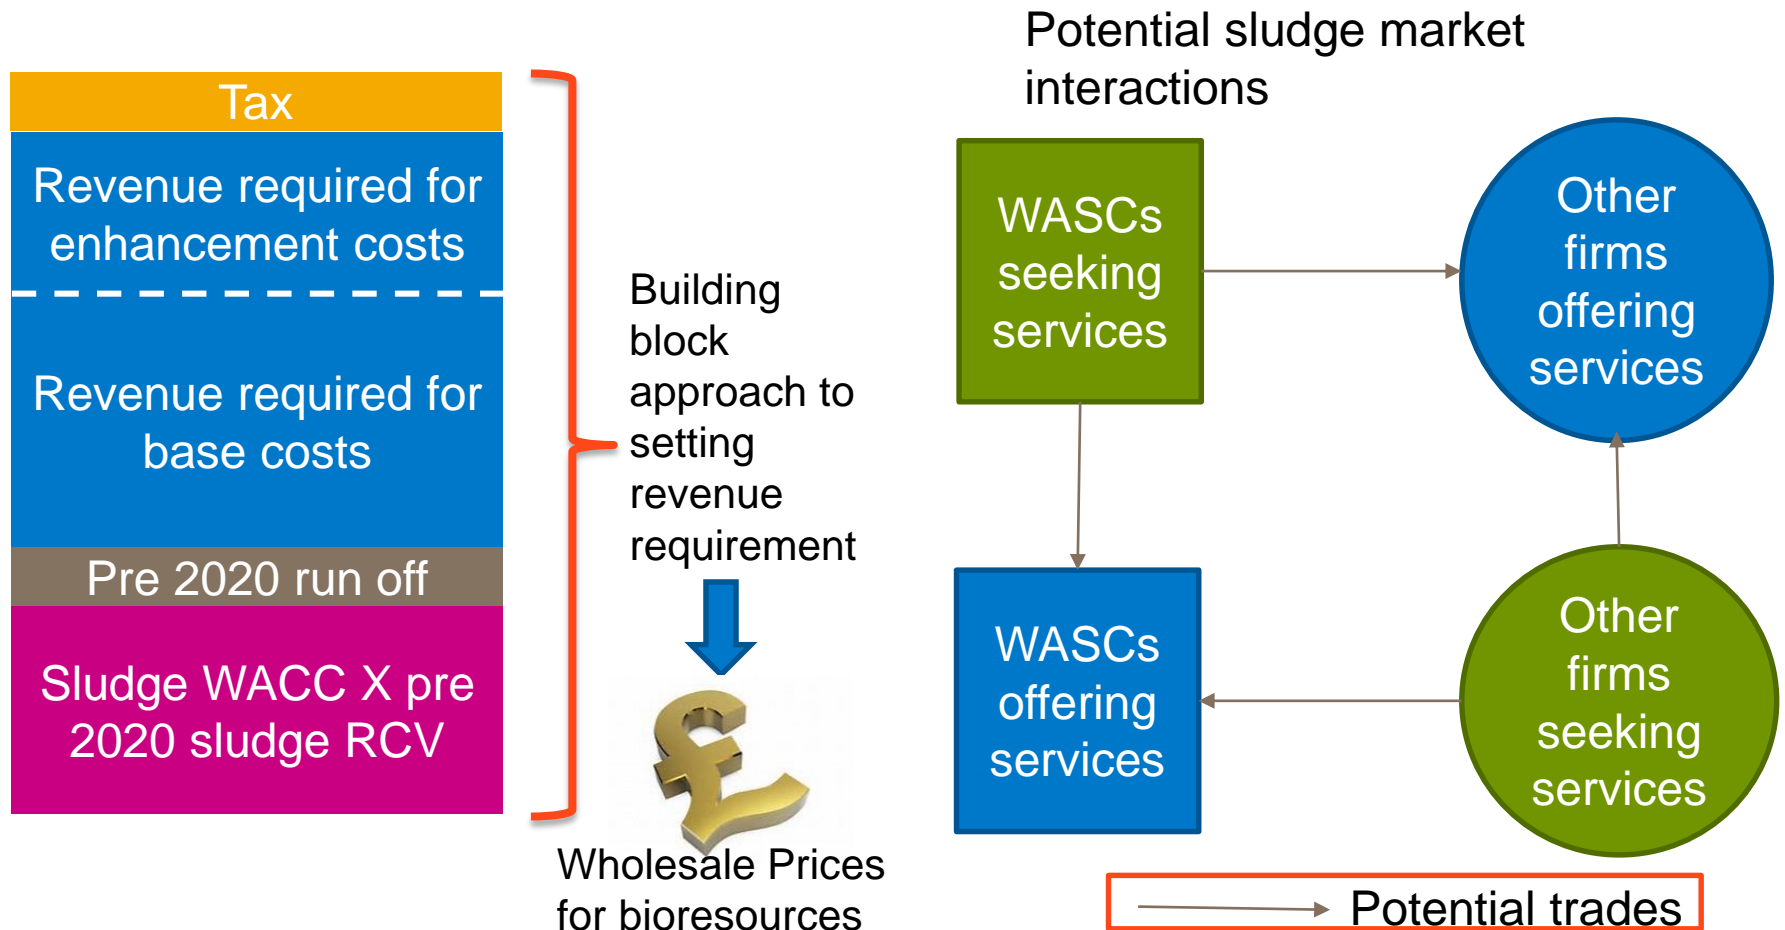 Tax
Revenue required for
enhancement costs
Revenue required for
base costs
Pre 2020 run off
Sludge WACC X pre
2020 sludge RCV
Building
block
approach to
setting
revenue
requirement
Wholesale Prices
for bioresources
Potential sludge market
interactions
WASCs
seeking
services
Other
firms
offering
services
WASCs
offering
services
Other
firms
seeking
services
Potential trades